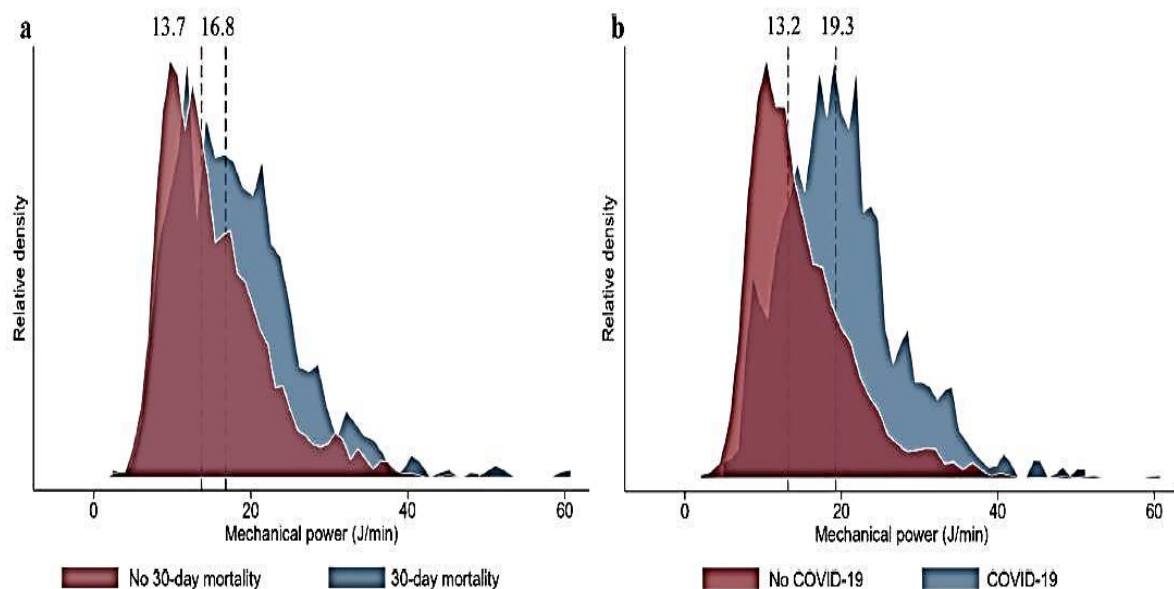 a
13.7 16.8
Relative density
0 20 40 60
Mechanical power (J/min)
No 30-day mortality 30-day mortality
b
13.2 19.3
Relative density
0 20 40 60
Mechanical power (J/min)
No COVID-19 COVID-19